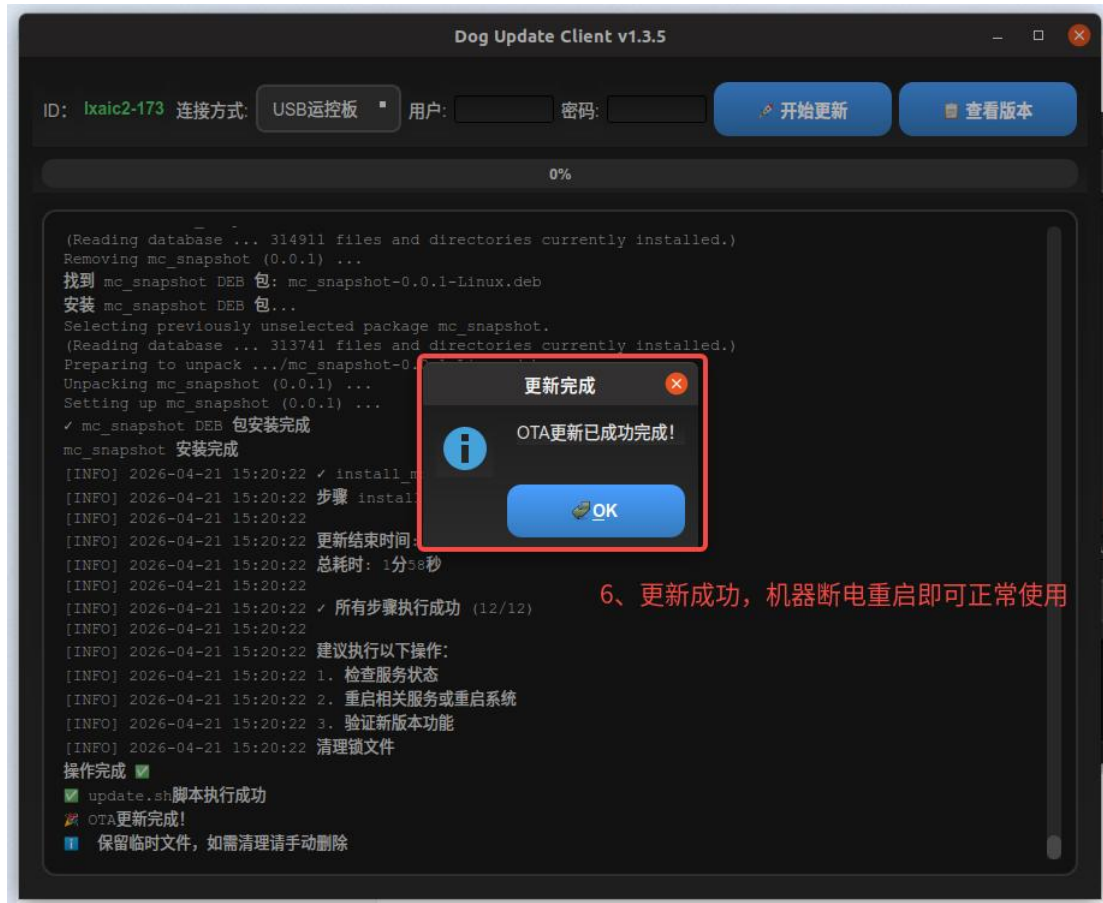 Dog Update Client v1.3.5
ID: lxaic2-173 连接方式: USB运控板 用户: 密码: 开始更新 查看版本
0%
(Reading database ... 314911 files and directories currently installed.)
Removing mc_snapshot (0.0.1) ...
找到 mc_snapshot DEB 包: mc_snapshot-0.0.1-Linux.deb
安装 mc_snapshot DEB 包...
Selecting previously unselected package mc_snapshot.
(Reading database ... 313741 files and directories currently installed.)
Preparing to unpack .../mc_snapshot-0.
Unpacking mc_snapshot (0.0.1) ...
Setting up mc_snapshot (0.0.1) ...
✓ mc_snapshot DEB 包安装完成
mc_snapshot 安装完成
[INFO] 2026-04-21 15:20:22 ✓ install_m
[INFO] 2026-04-21 15:20:22 步骤 instal
[INFO] 2026-04-21 15:20:22
[INFO] 2026-04-21 15:20:22 更新结束时间:
[INFO] 2026-04-21 15:20:22 总耗时: 1分58秒
[INFO] 2026-04-21 15:20:22
[INFO] 2026-04-21 15:20:22 ✓ 所有步骤执行成功 (12/12)
[INFO] 2026-04-21 15:20:22
[INFO] 2026-04-21 15:20:22 建议执行以下操作:
[INFO] 2026-04-21 15:20:22 1. 检查服务状态
[INFO] 2026-04-21 15:20:22 2. 重启相关服务或重启系统
[INFO] 2026-04-21 15:20:22 3. 验证新版本功能
[INFO] 2026-04-21 15:20:22 清理锁文件
操作完成 ✅
✅ update.sh脚本执行成功
🎉 OTA更新完成!
ℹ️ 保留临时文件，如需清理请手动删除
更新完成
OTA更新已成功完成!
OK
6、更新成功，机器断电重启即可正常使用